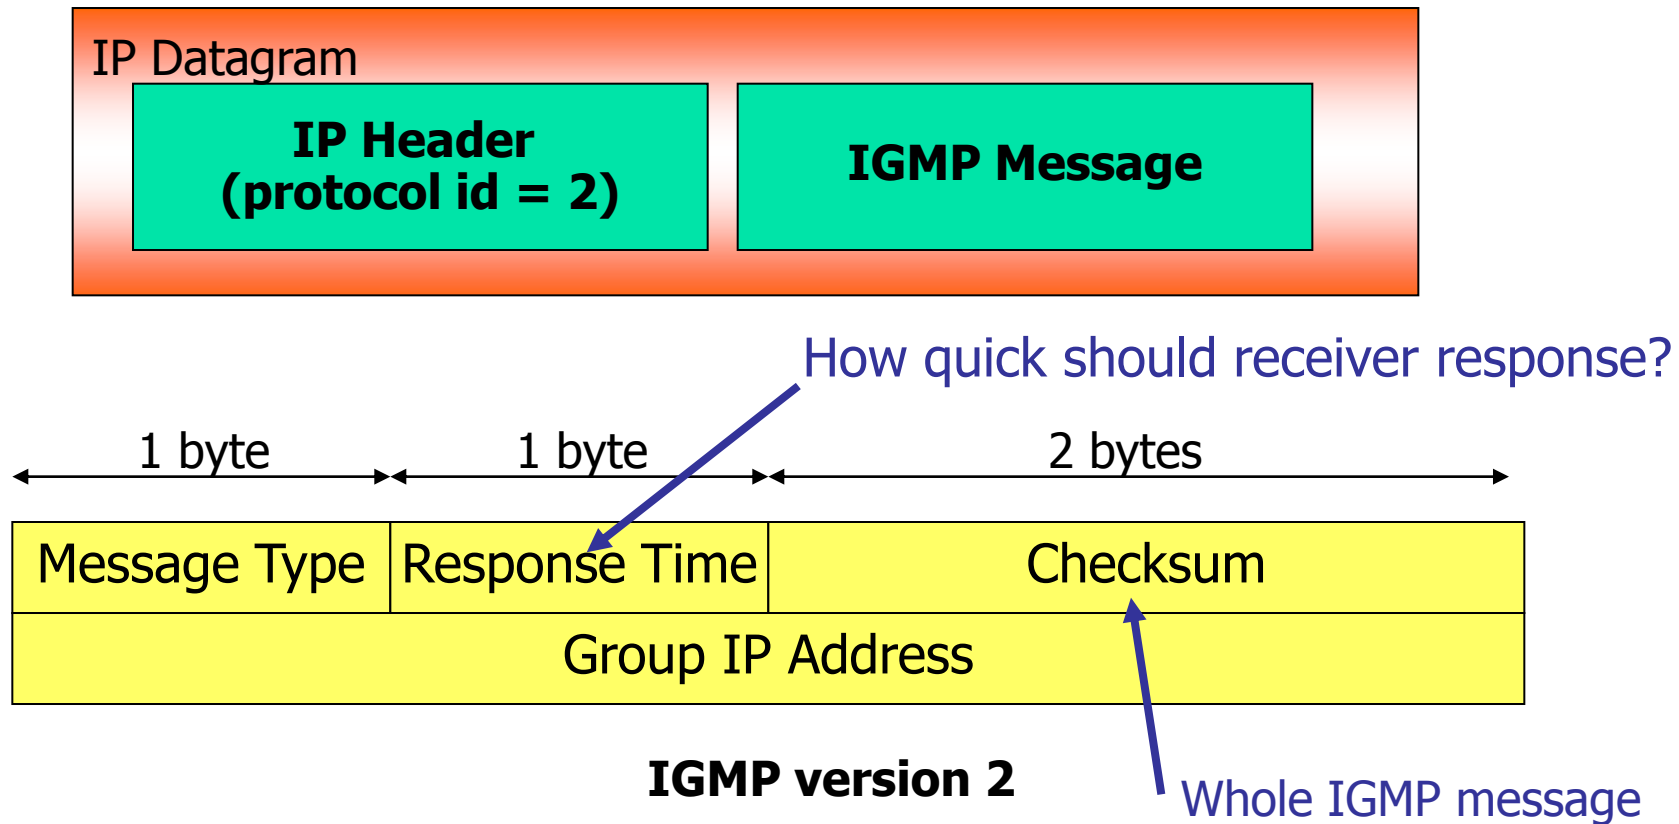 IP Datagram
IP Header
(protocol id = 2)
IGMP Message
How quick should receiver response?
1 byte
1 byte
2 bytes
Message Type
Response Time
Checksum
Group IP Address
IGMP version 2
Whole IGMP message